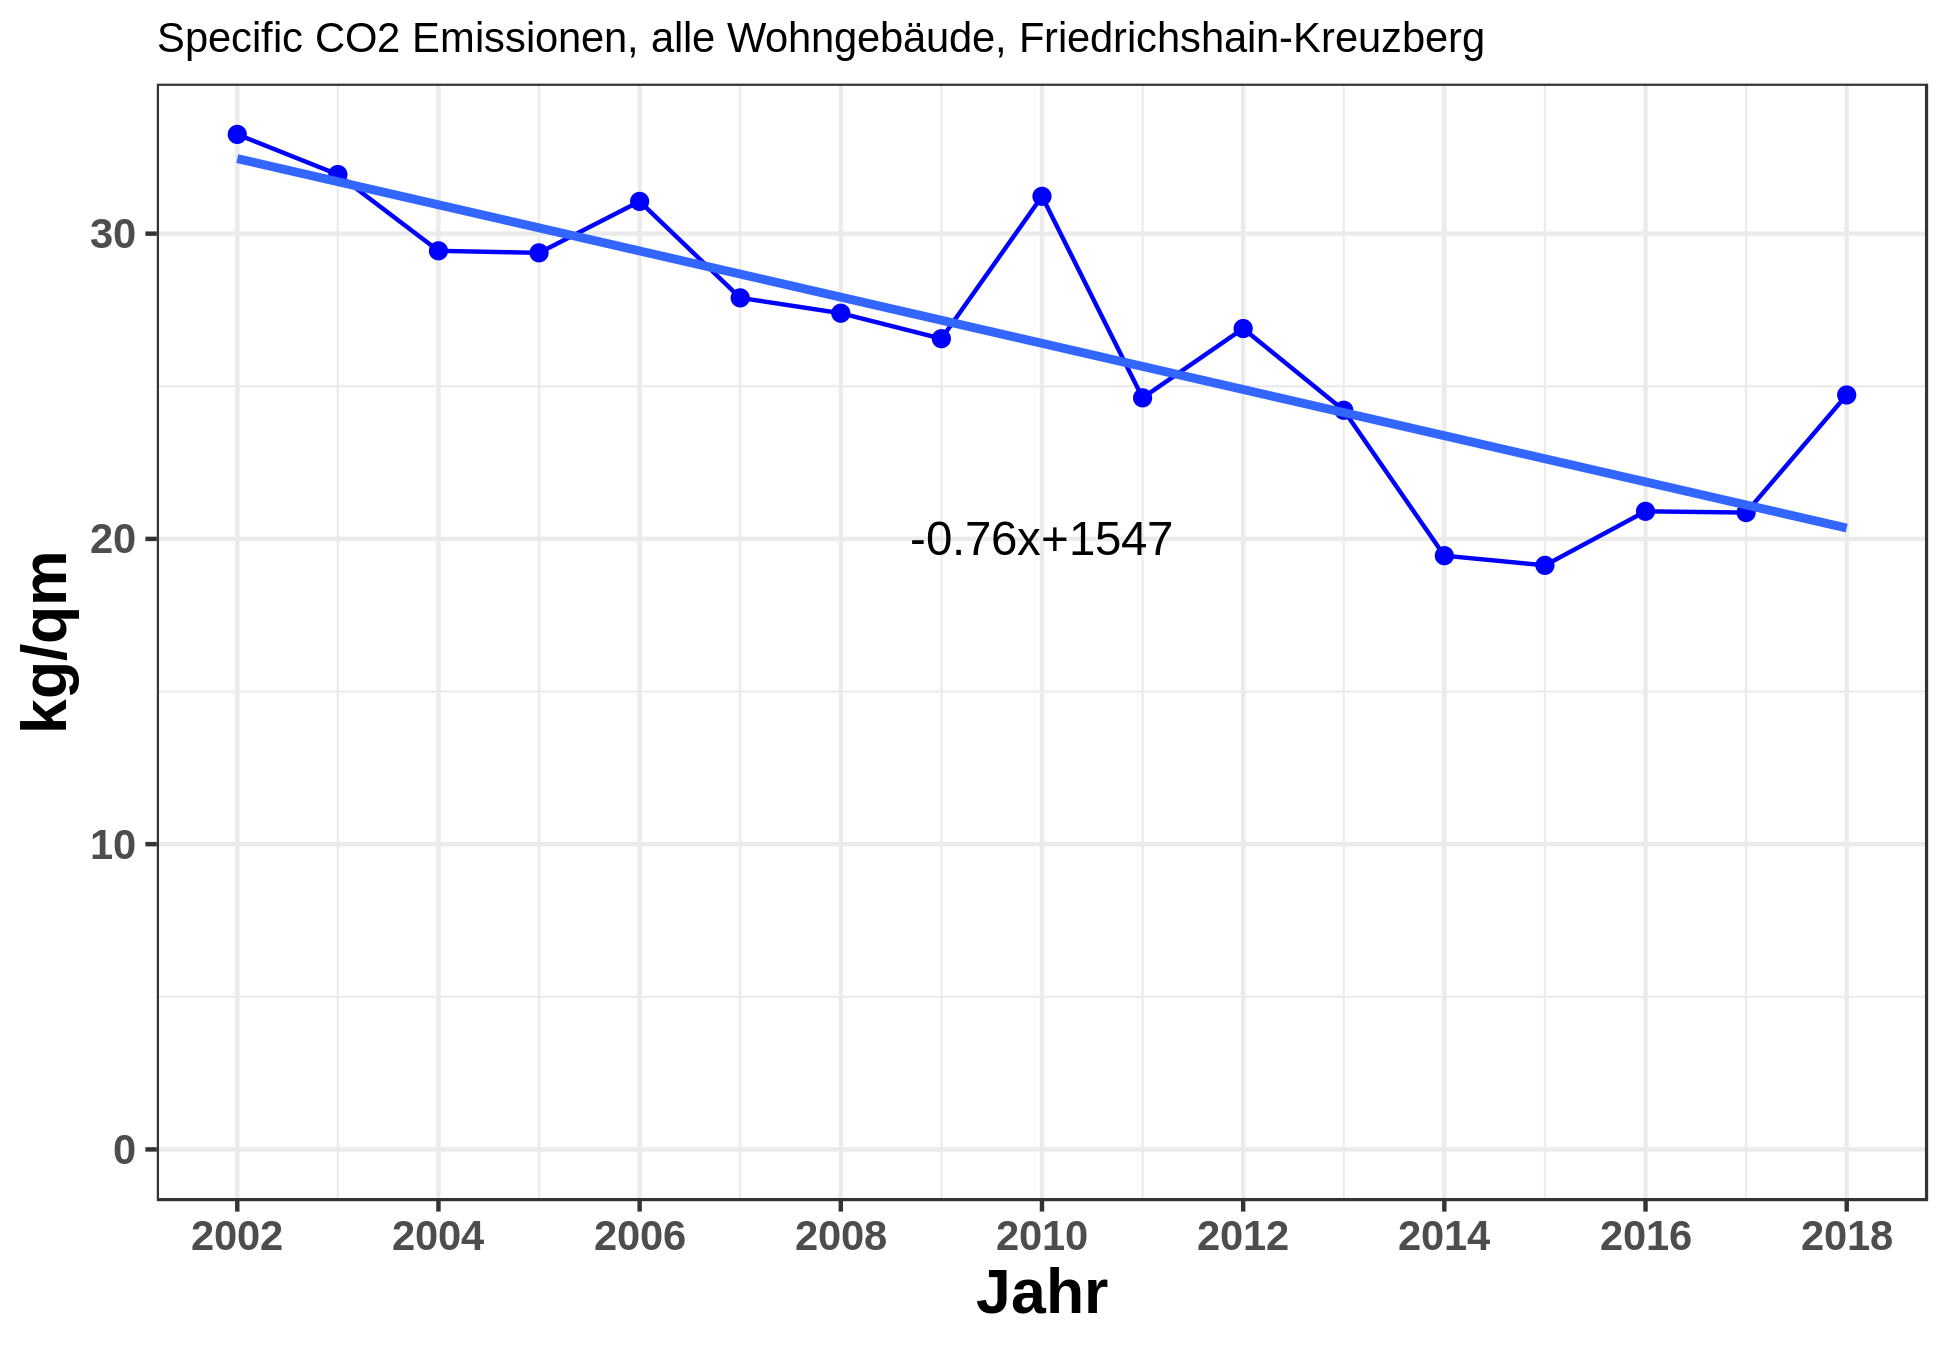 Specific CO2 Emissionen, alle Wohngebäude, Friedrichshain-Kreuzberg
kg/qm
30
20
10
0
-0.76x+1547
2002 2004 2006 2008 2010 2012 2014 2016 2018
Jahr